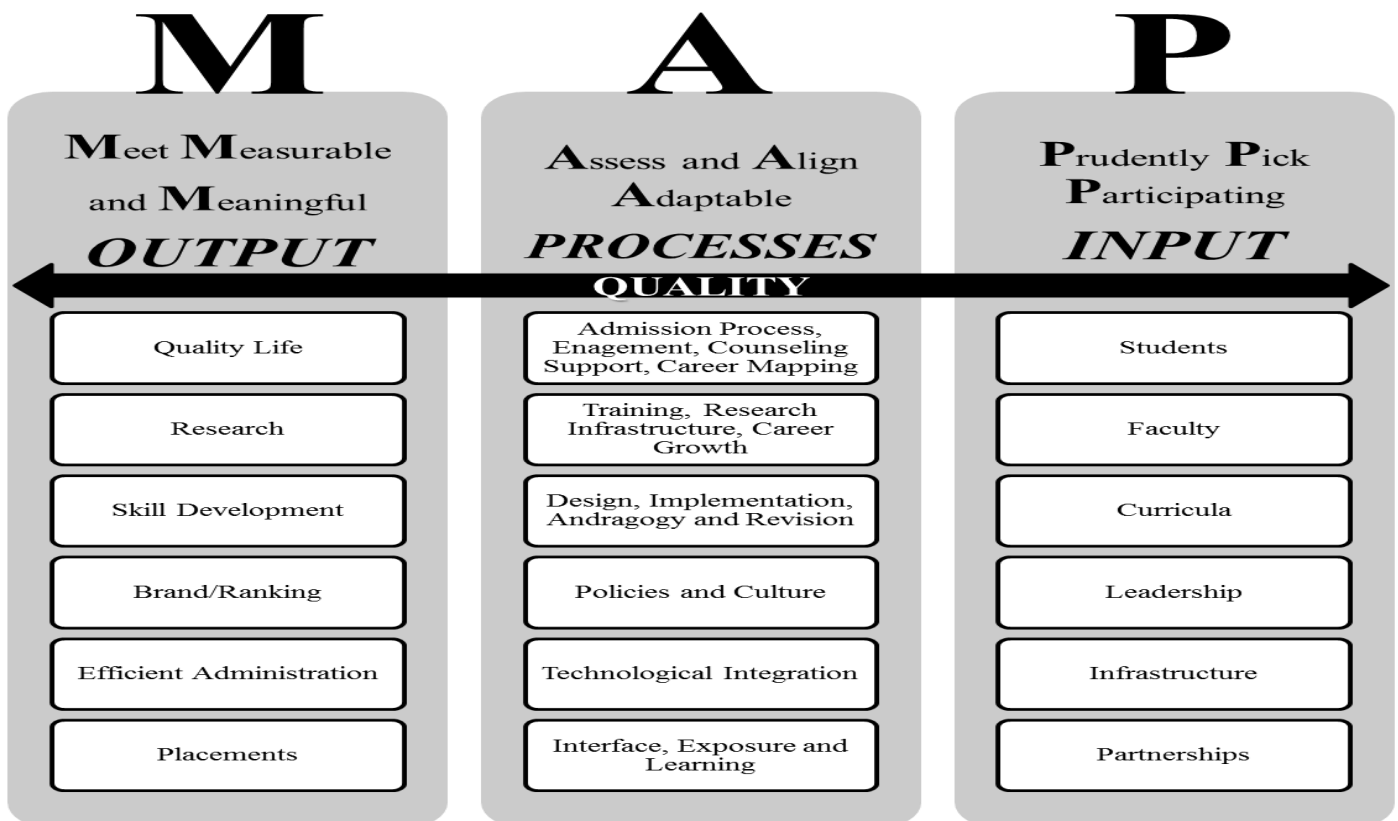 M
Meet Measurable
and Meaningful
OUTPUT
A
Assess and Align
Adaptable
PROCESSES
P
Prudently Pick
Participating
INPUT
QUALITY
Quality Life
Research
Skill Development
Brand/Ranking
Efficient Administration
Placements
Admission Process,
Enagement, Counseling
Support, Career Mapping
Training, Research
Infrastructure, Career
Growth
Design, Implementation,
Andragogy and Revision
Policies and Culture
Technological Integration
Interface, Exposure and
Learning
Students
Faculty
Curricula
Leadership
Infrastructure
Partnerships